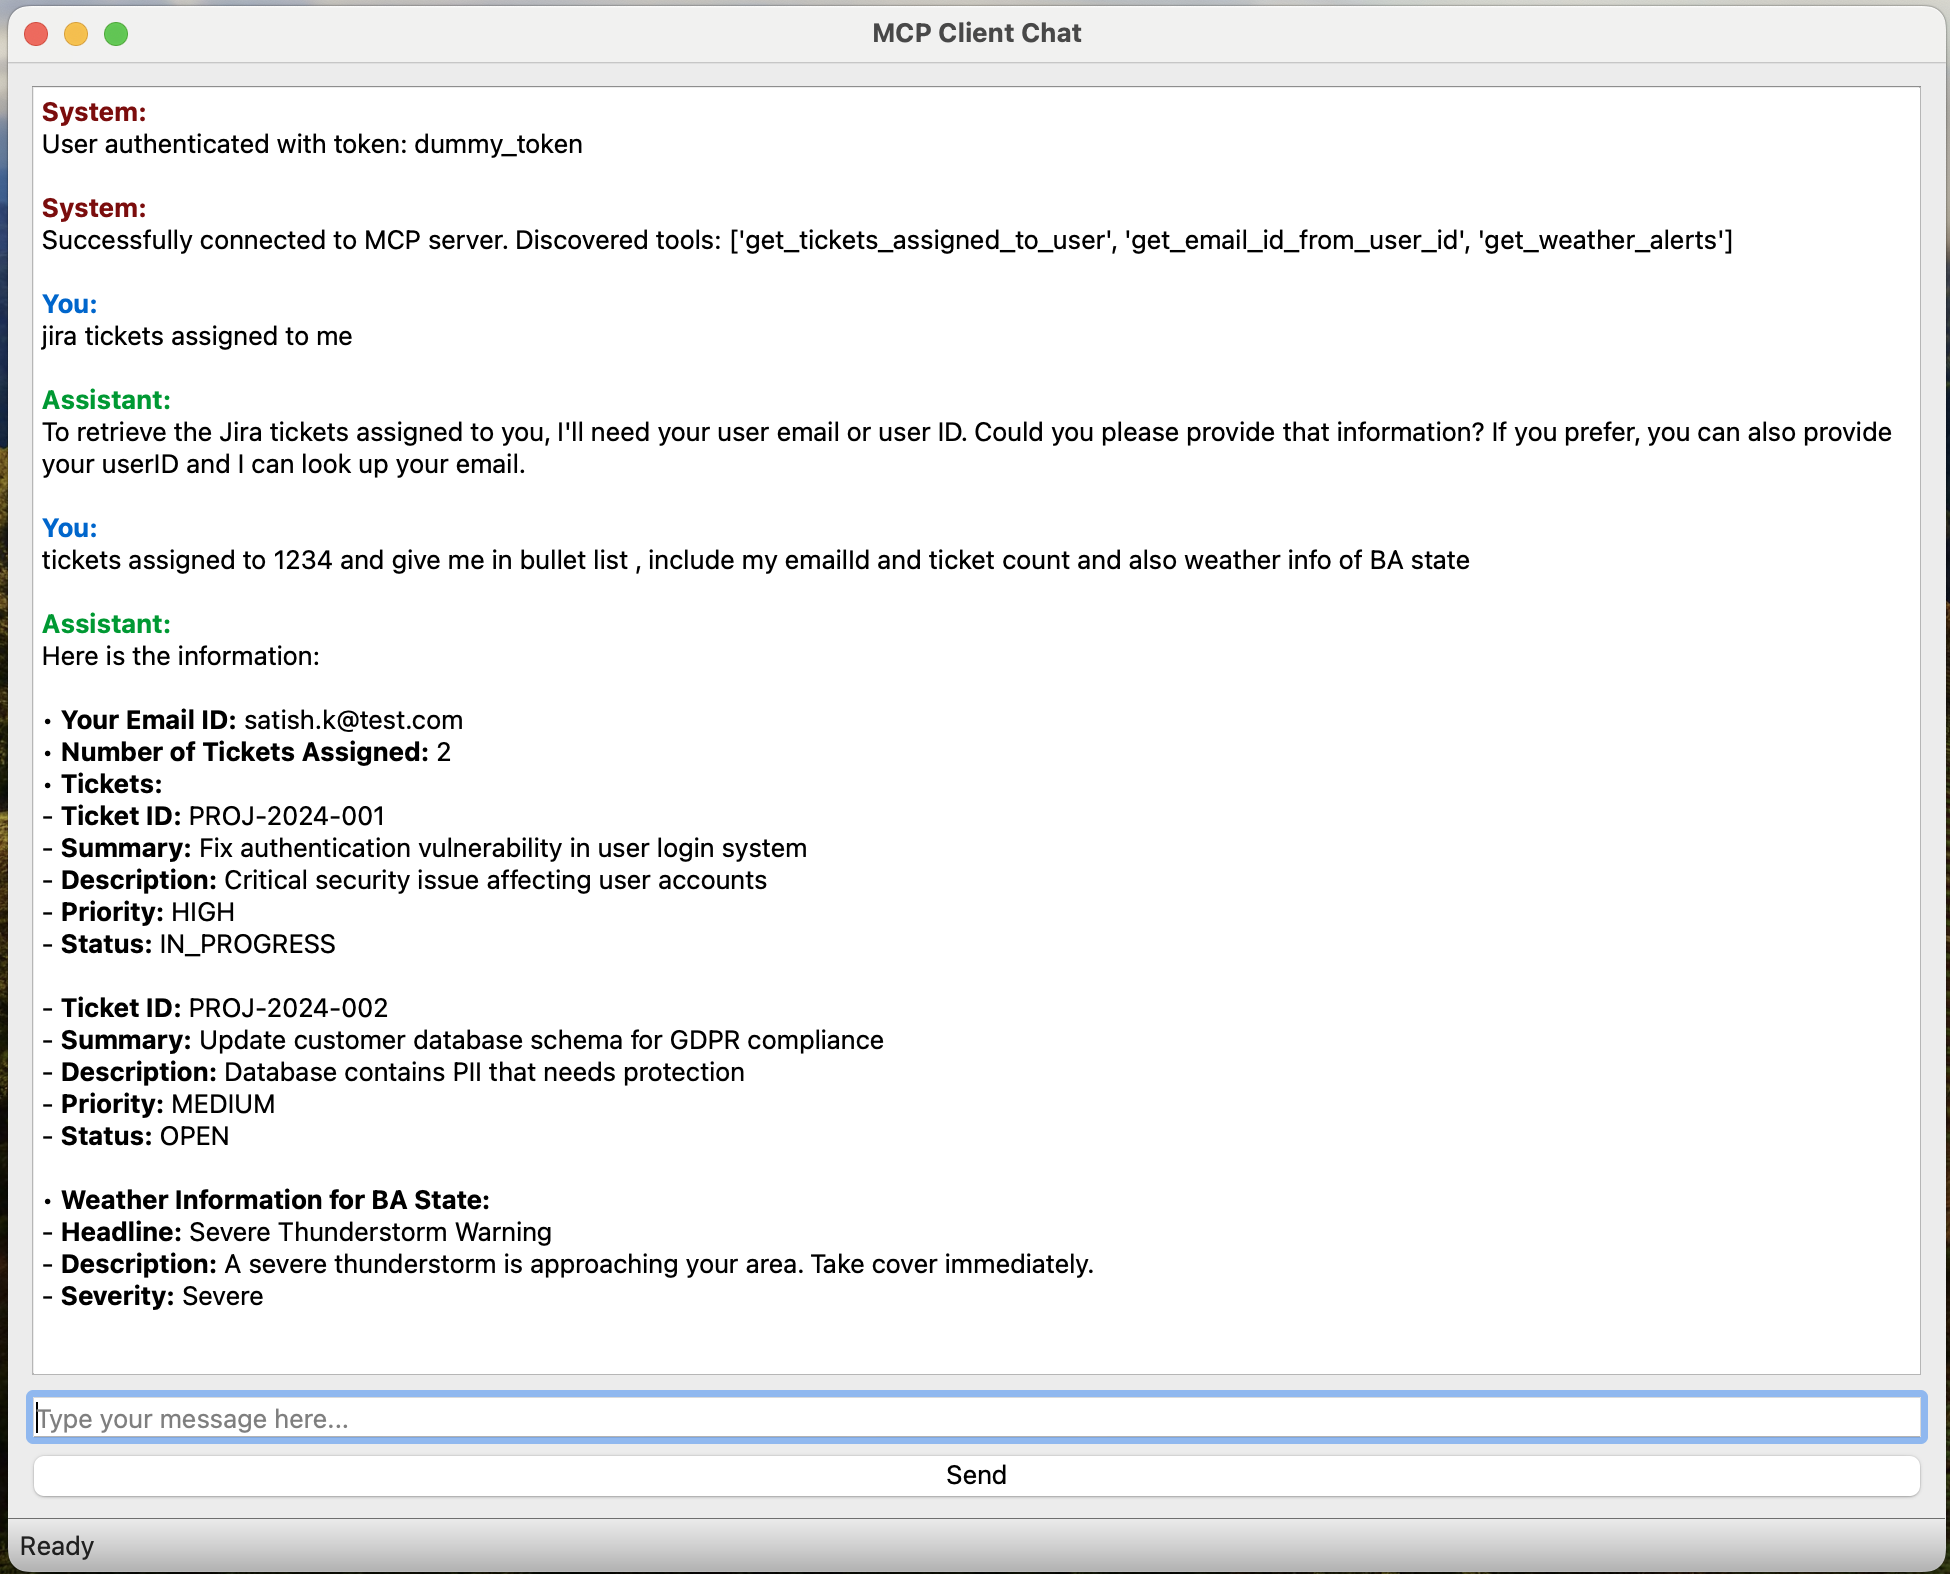 MCP Client Chat
System:
User authenticated with token: dummy_token
System:
Successfully connected to MCP server. Discovered tools: ['get_tickets_assigned_to_user', 'get_email_id_from_user_id', 'get_weather_alerts']
You:
jira tickets assigned to me
Assistant:
To retrieve the Jira tickets assigned to you, I'll need your user email or user ID. Could you please provide that information? If you prefer, you can also provide
your userID and I can look up your email.
You:
tickets assigned to 1234 and give me in bullet list , include my emailId and ticket count and also weather info of BA state
Assistant:
Here is the information:
• Your Email ID: satish.k@test.com
• Number of Tickets Assigned: 2
• Tickets:
- Ticket ID: PROJ-2024-001
- Summary: Fix authentication vulnerability in user login system
- Description: Critical security issue affecting user accounts
- Priority: HIGH
- Status: IN_PROGRESS
- Ticket ID: PROJ-2024-002
- Summary: Update customer database schema for GDPR compliance
- Description: Database contains PII that needs protection
- Priority: MEDIUM
- Status: OPEN
• Weather Information for BA State:
- Headline: Severe Thunderstorm Warning
- Description: A severe thunderstorm is approaching your area. Take cover immediately.
- Severity: Severe
Type your message here...
Send
Ready